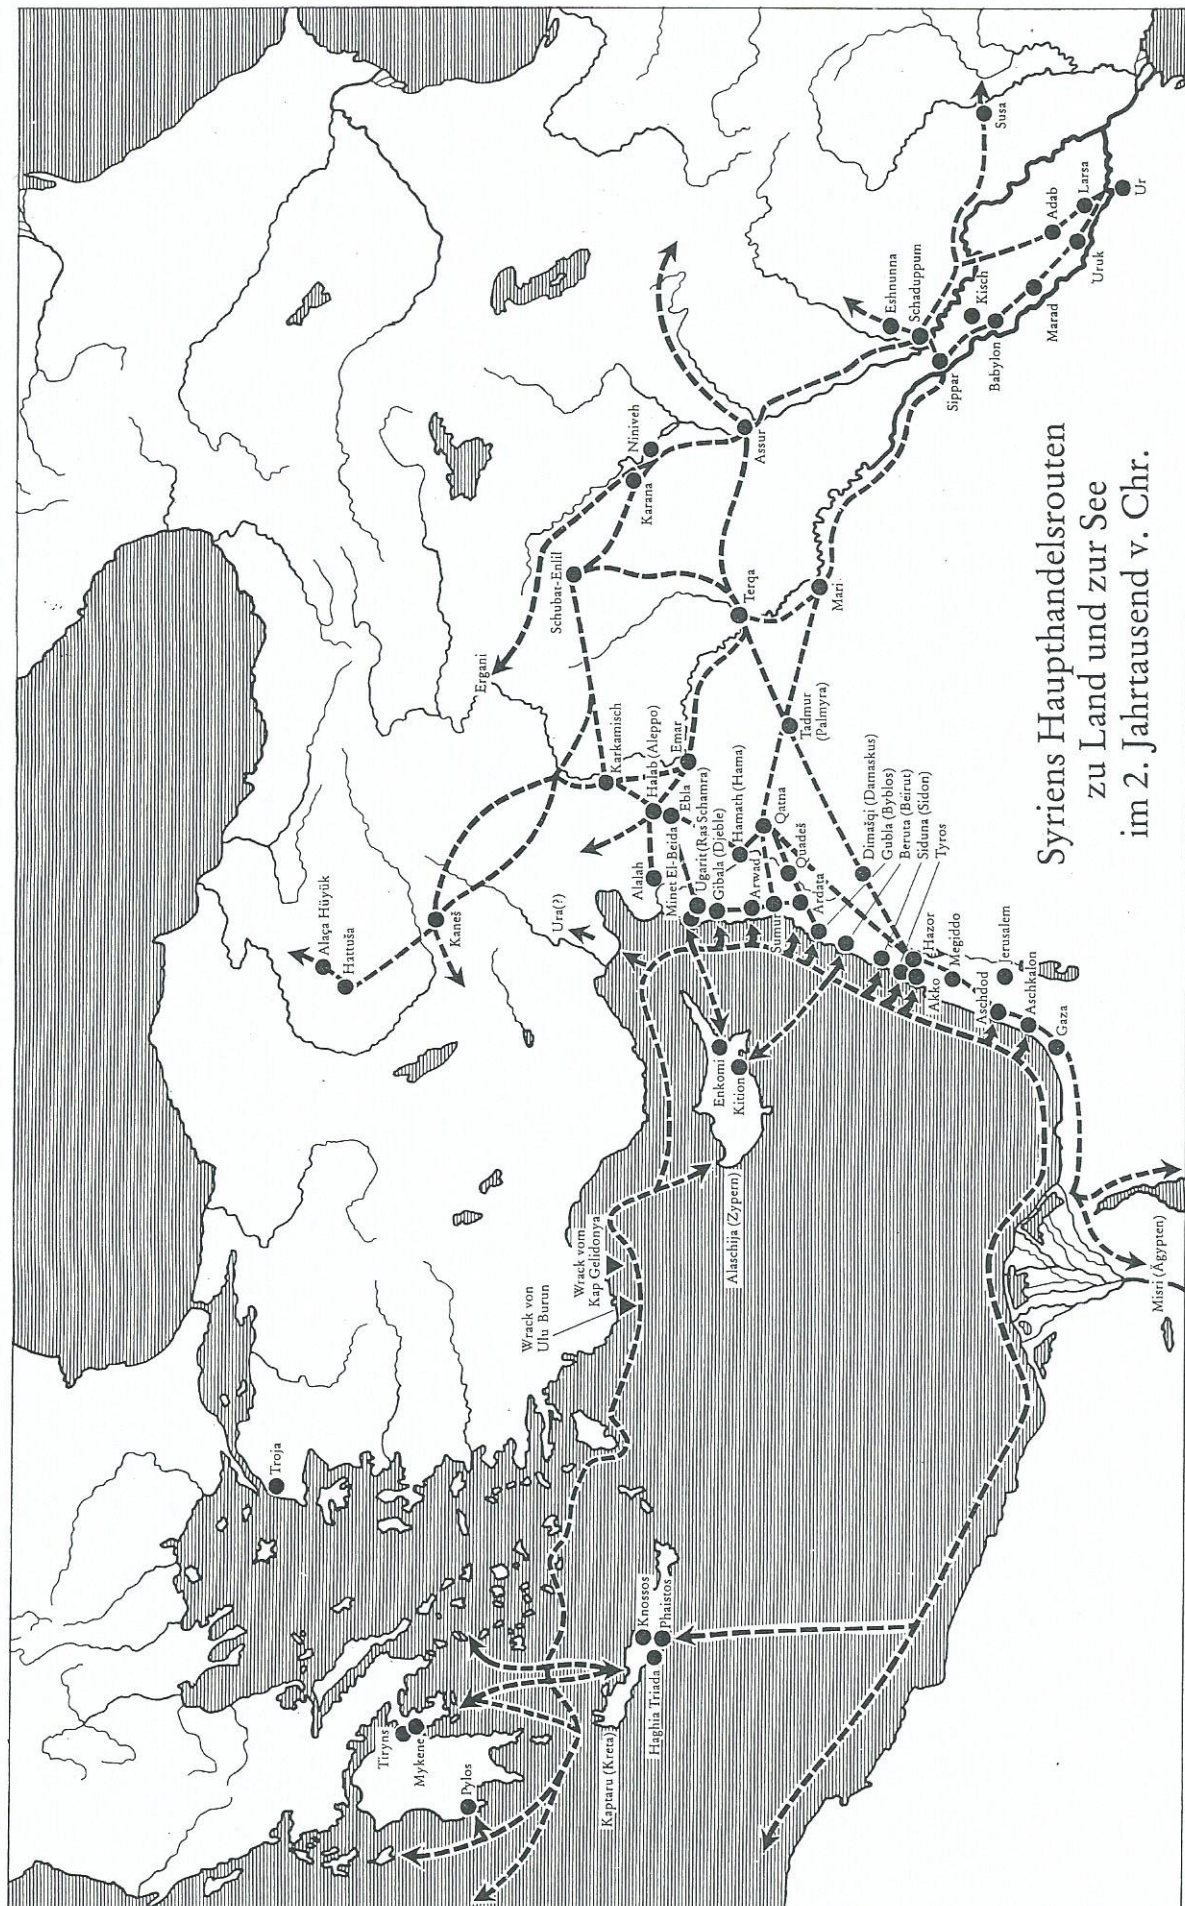 Syriens Haupthandelsrouten
zu Land und zur See
im 2. Jahrtausend v. Chr.
Troja
Tiryns
Mykene
Pylos
Kaptaru (Kreta)
Knossos
Phaistos
Haghia Triada
Wrack von
Ulu Burun
Wrack vom
Kap Gelidonya
Alaschija (Zypern)
Enkomi
Kition
Misri (Ägypten)
Alaça Hüyük
Hattuša
Kaneš
Ura(?)
Ergani
Karkamisch
Alalah
Halab (Aleppo)
Minet El-Beida
Ebla
Emar
Ugarit (Ras Schamra)
Gibala (Djeble)
Hamath (Hama)
Arwad
Qatna
Sumur
Quadeš
Ardata
Tadmur
(Palmyra)
Dimašqi (Damaskus)
Gubla (Byblos)
Beruta (Beirut)
Siduna (Sidon)
Tyros
Hazor
Akko
Megiddo
Jerusalem
Aschdod
Aschkalon
Gaza
Schubat-Enlil
Karana
Niniveh
Assur
Terqa
Mari
Eshnunna
Schaduppum
Sippar
Kisch
Babylon
Marad
Adab
Larsa
Uruk
Ur
Susa